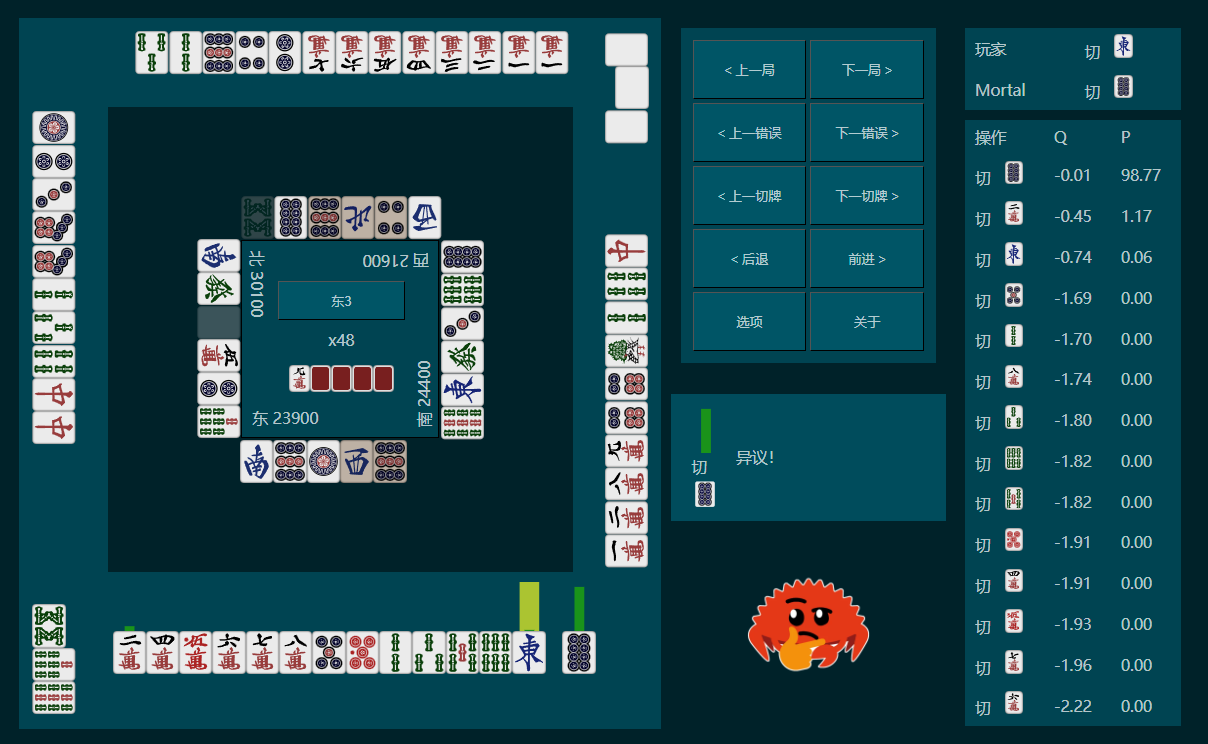 北 30100
西 21600
东3
x48
东 23900
南 24400
< 上一局
下一局 >
< 上一错误
下一错误 >
< 上一切牌
下一切牌 >
< 后退
前进 >
选项
关于
切
异议!
玩家 切
Mortal 切
操作 Q P
切 -0.01 98.77
切 -0.45 1.17
切 -0.74 0.06
切 -1.69 0.00
切 -1.70 0.00
切 -1.74 0.00
切 -1.80 0.00
切 -1.82 0.00
切 -1.82 0.00
切 -1.91 0.00
切 -1.91 0.00
切 -1.93 0.00
切 -1.96 0.00
切 -2.22 0.00